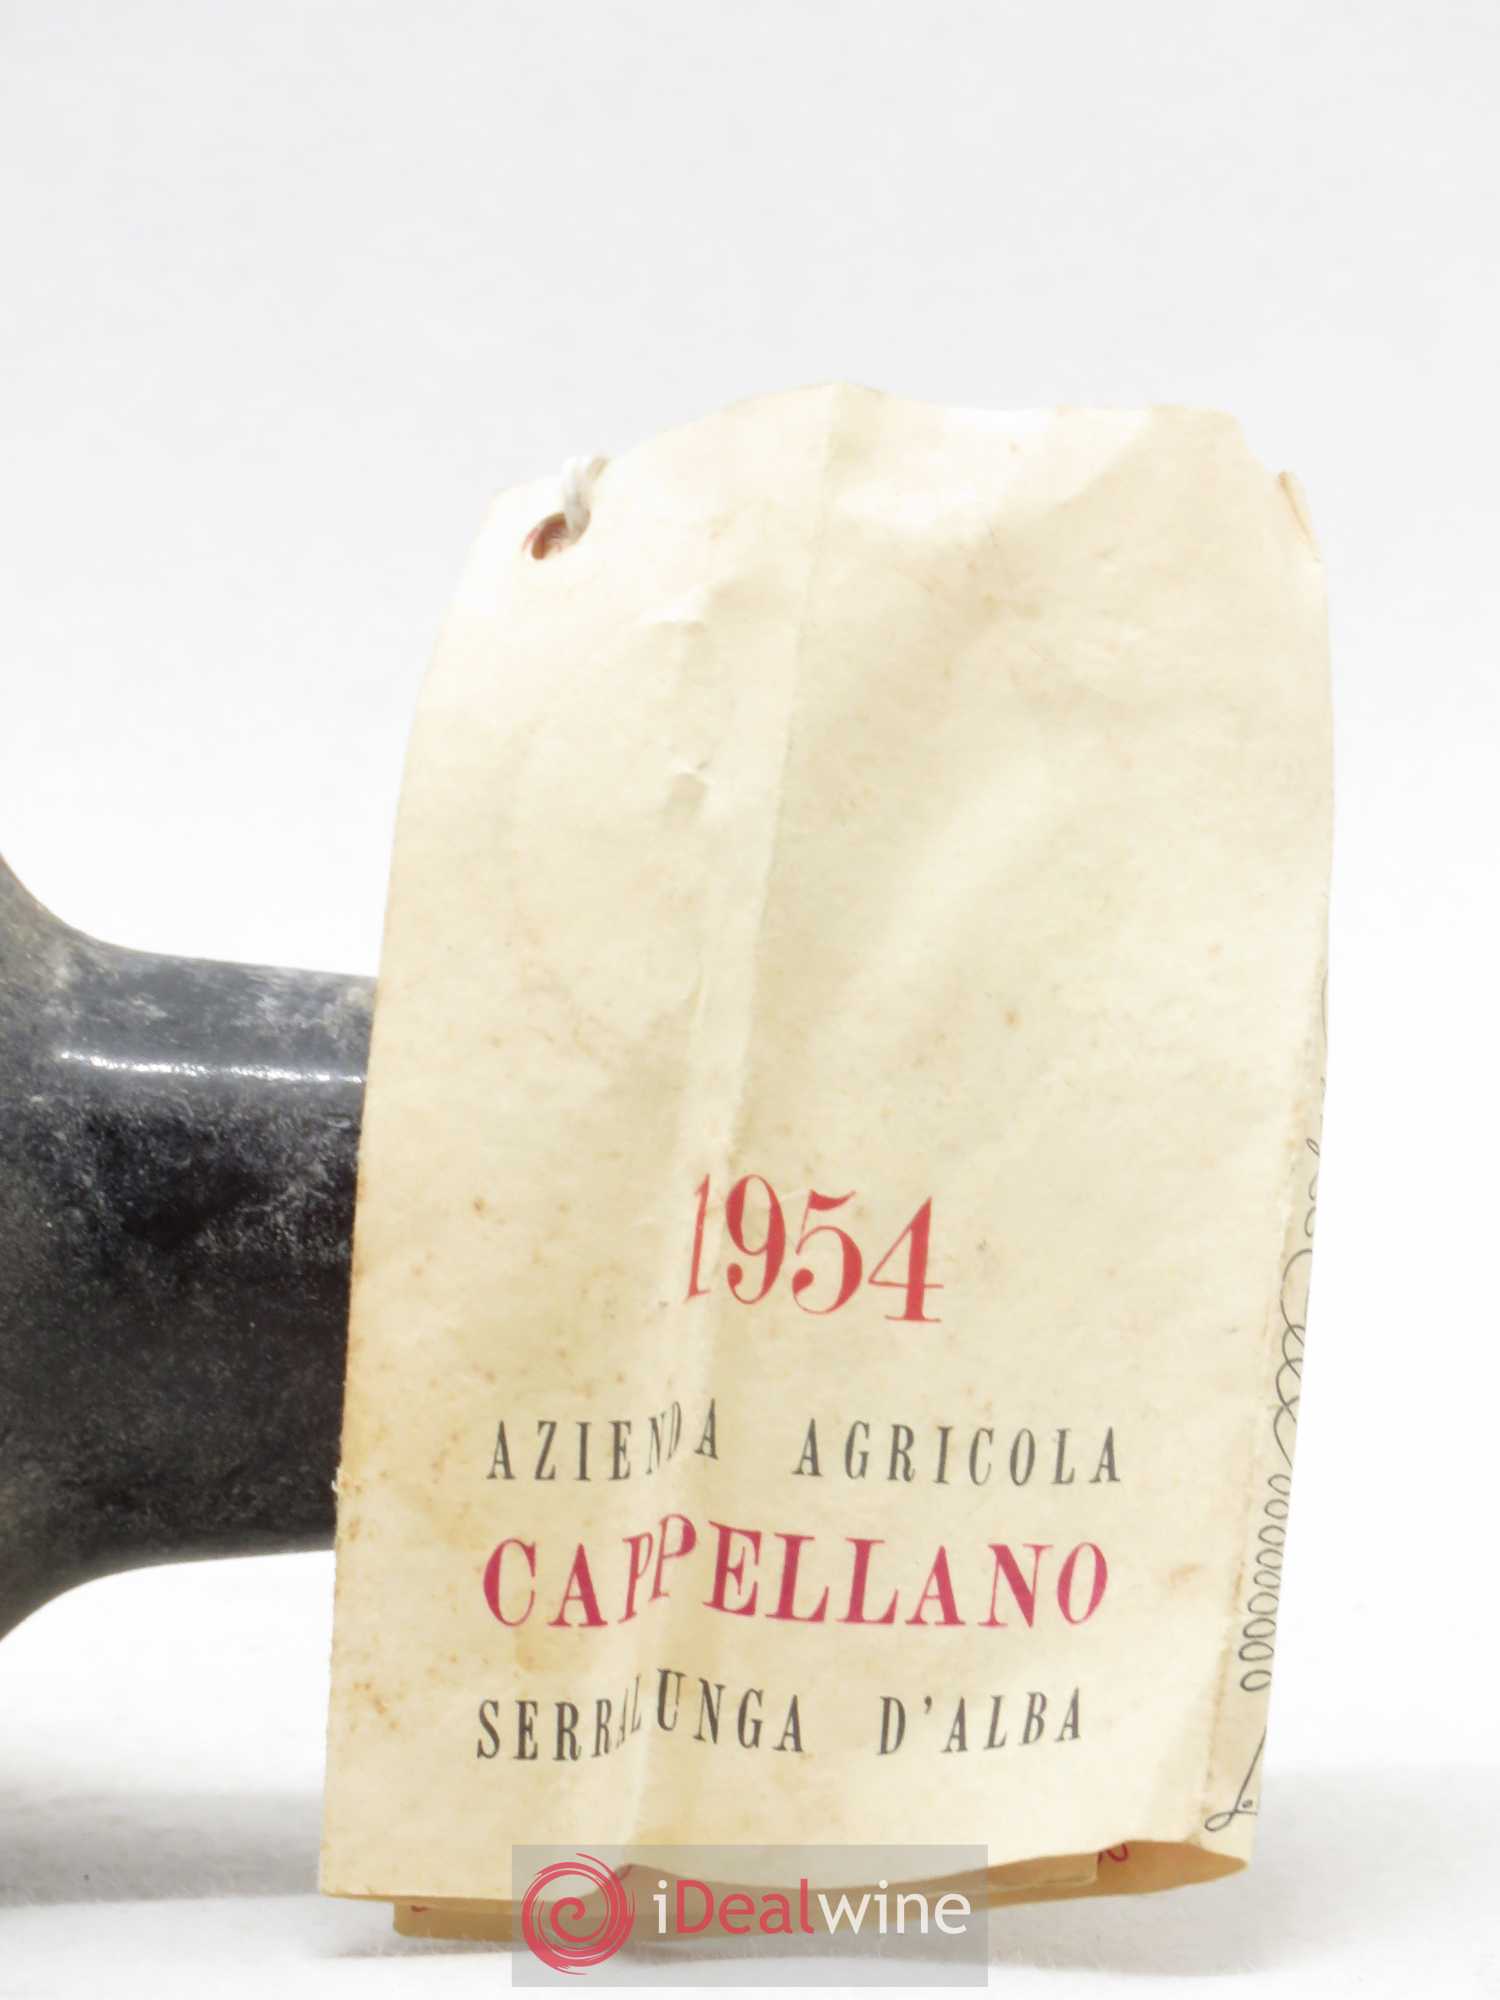 1954
AZIENDA AGRICOLA
CAPPELLANO
SERRALUNGA D'ALBA
iDealwine